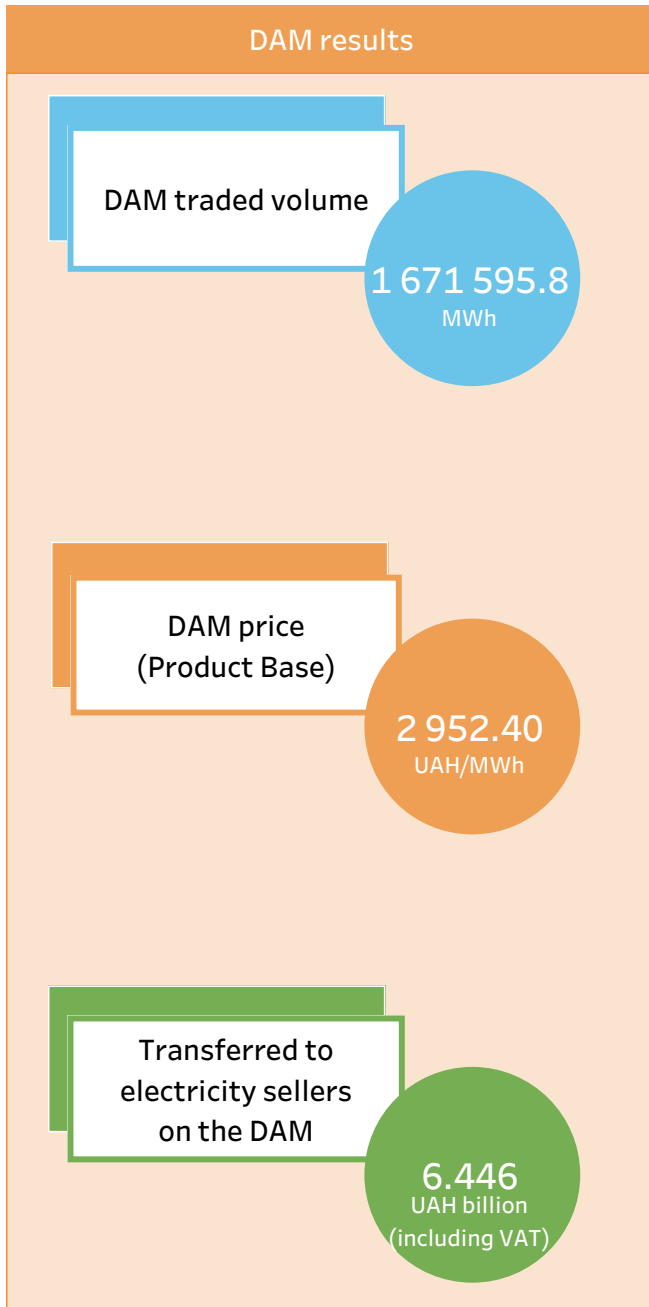 DAM results
DAM traded volume
1 671 595.8
MWh
DAM price
(Product Base)
2 952.40
UAH/MWh
Transferred to
electricity sellers
on the DAM
6.446
UAH billion
(including VAT)